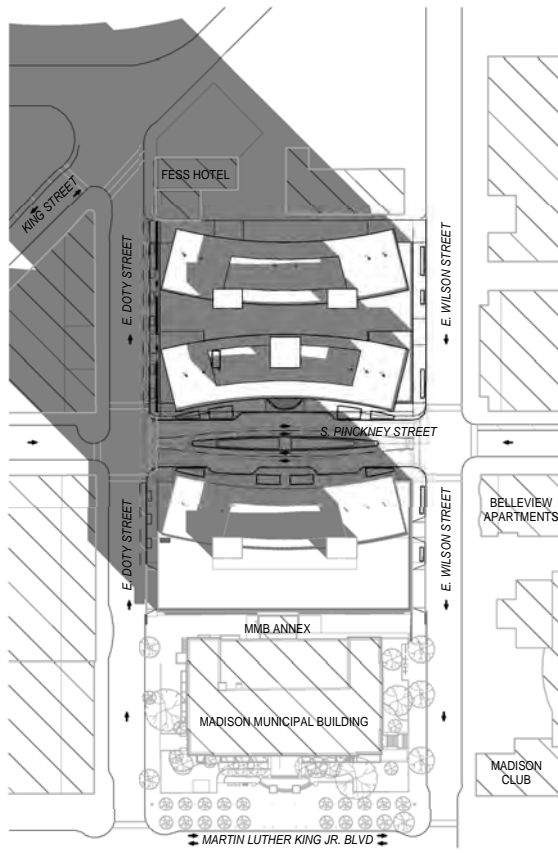 FESS HOTEL
KING STREET
E. DOTY STREET
E. WILSON STREET
S. PINCKNEY STREET
E. DOTY STREET
E. WILSON STREET
BELLEVIEW
APARTMENTS
MMB ANNEX
MADISON MUNICIPAL BUILDING
MADISON
CLUB
MARTIN LUTHER KING JR. BLVD